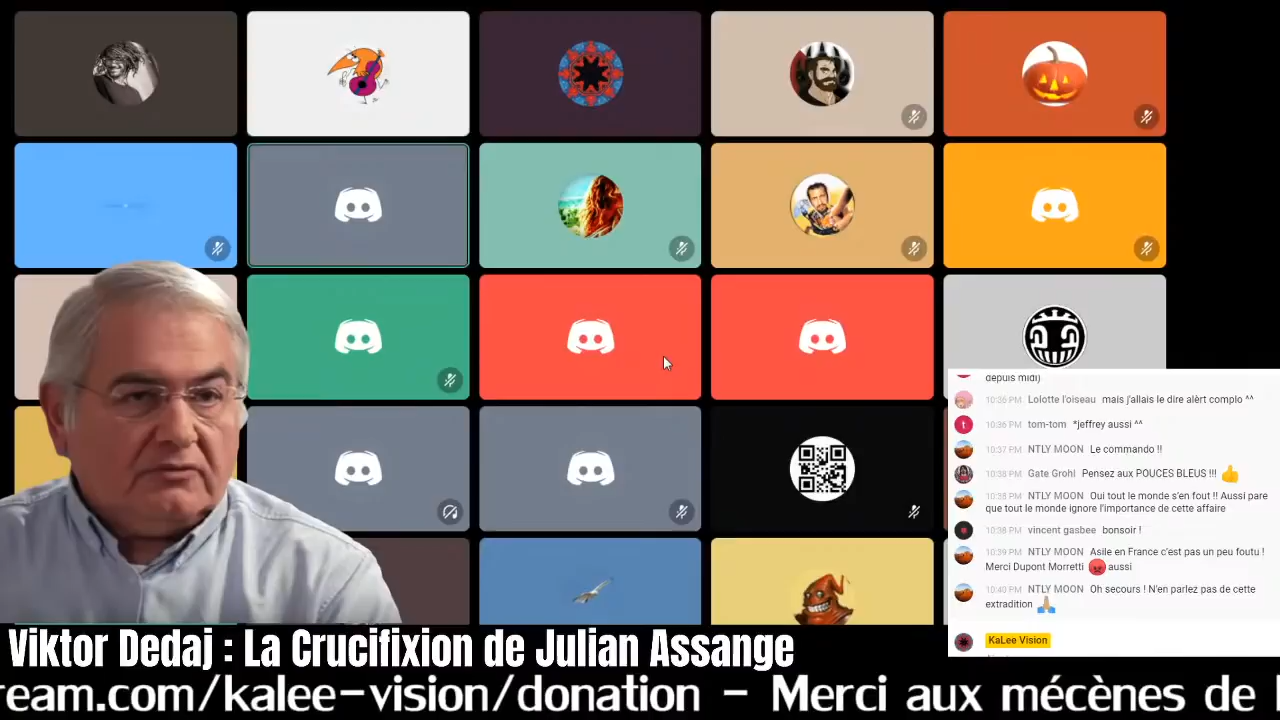 depuis midi)
10:36 PM Lolotte l'oiseau mais j'allais le dire alèrt complo ^^
t 10:36 PM tom-tom *jeffrey aussi ^^
10:37 PM NTLY MOON Le commando !!
10:38 PM Gate Grohl Pensez aux POUCES BLEUS !!! 👍
10:38 PM NTLY MOON Oui tout le monde s'en fout !! Aussi pare
que tout le monde ignore l'importance de cette affaire
10:38 PM vincent gasbee bonsoir !
10:39 PM NTLY MOON Asile en France c'est un peu foutu !
Merci Dupont Morretti 😡 aussi
10:40 PM NTLY MOON Oh secours ! N'en parlez pas de cette
extradition 🙏
KaLee Vision
Viktor Dedaj : La Crucifixion de Julian Assange
ream.com/kalee-vision/donation - Merci aux mécènes de